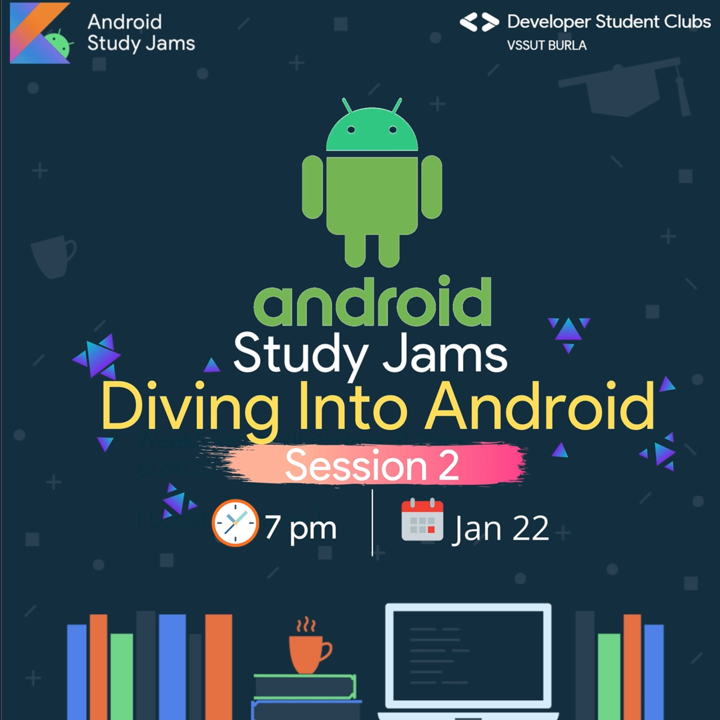 Android
Study Jams
Developer Student Clubs
VSSUT BURLA
android
Study Jams
Diving Into Android
Session 2
7 pm
Jan 22